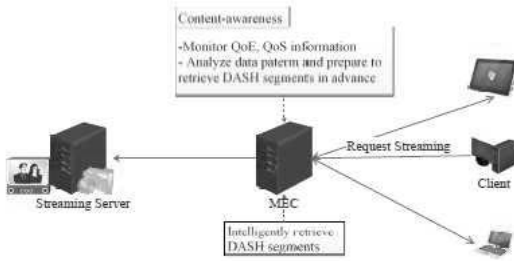 Content-awareness
-Monitor QoE, QoS information
- Analyze data patern and prepare to
retrieve DASH segments in advance
Request Streaming
Client
Streaming Server
MEC
Intelligently retrieve
DASH segments